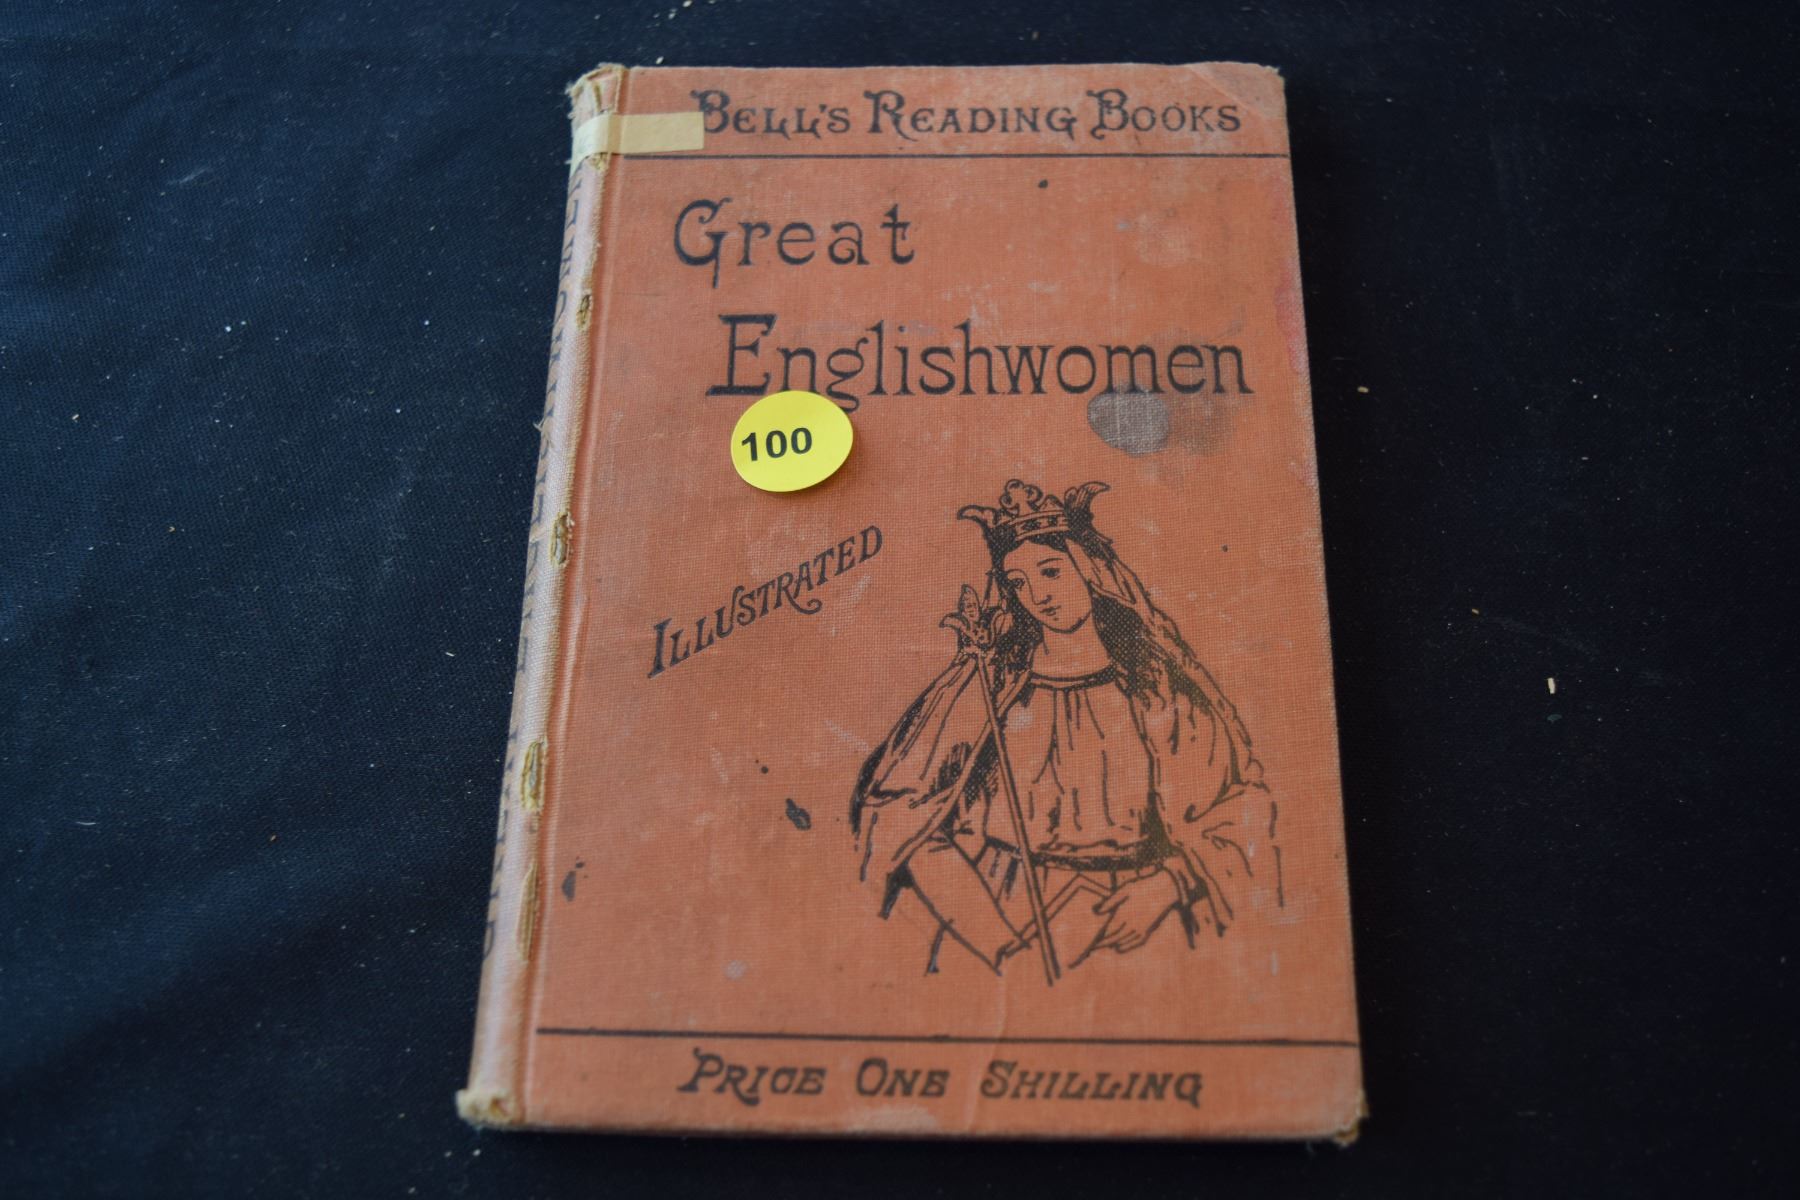 BELL'S READING BOOKS
Great
Englishwomen
100
ILLUSTRATED
PRICE ONE SHILLING